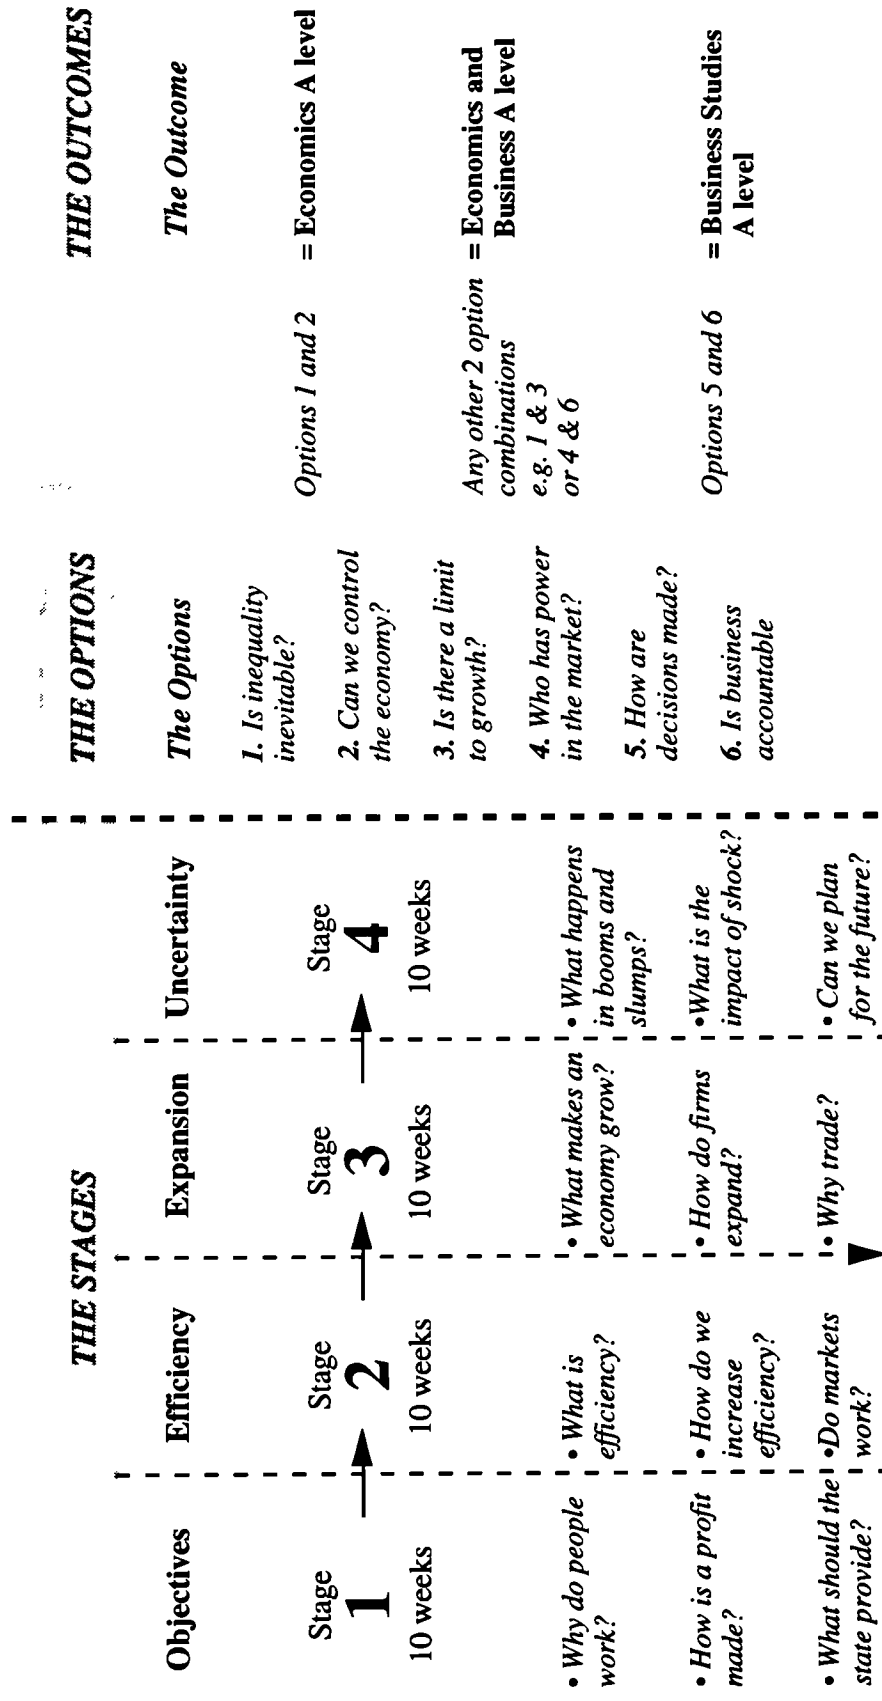 THE STAGES
Objectives
Stage
1
10 weeks
• Why do people
work?
• How is a profit
made?
• What should the
state provide?
Efficiency
Stage
2
10 weeks
• What is
efficiency?
• How do we
increase
efficiency?
•Do markets
work?
Expansion
Stage
3
10 weeks
• What makes an
economy grow?
• How do firms
expand?
• Why trade?
Uncertainty
Stage
4
10 weeks
• What happens
in booms and
slumps?
•What is the
impact of shock?
• Can we plan
for the future?
THE OPTIONS
The Options
1. Is inequality
inevitable?
2. Can we control
the economy?
3. Is there a limit
to growth?
4. Who has power
in the market?
5. How are
decisions made?
6. Is business
accountable
THE OUTCOMES
The Outcome
Options 1 and 2 = Economics A level
Any other 2 option = Economics and
combinations Business A level
e.g. 1 & 3
or 4 & 6
Options 5 and 6 = Business Studies
A level